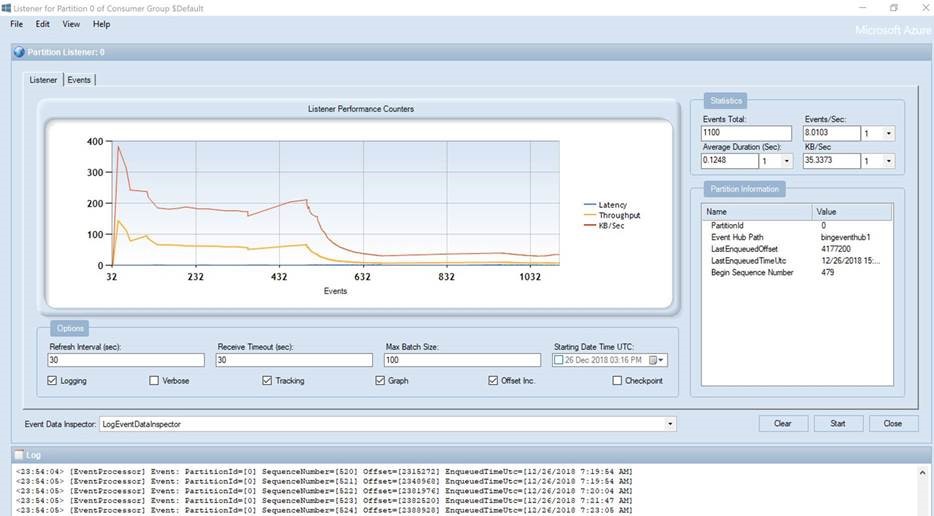 Listener for Partition 0 of Consumer Group $Default
File Edit View Help
Microsoft Azure
Partition Listener: 0
Listener Events
Listener Performance Counters
400
300
200
100
0
32 232 432 632 832 1032
Events
Latency
Throughput
KB/Sec
Statistics
Events Total: Events/Sec:
1100 8.0103 1
Average Duration (Sec): KB/Sec
0.1248 1 35.3373 1
Partition Information
Name Value
PartitionId 0
Event Hub Path bingeventhub1
LastEnqueuedOffset 4177200
LastEnqueuedTimeUtc 12/26/2018 15:...
Begin Sequence Number 479
Options
Refresh Interval (sec): Receive Timeout (sec): Max Batch Size: Starting Date Time UTC:
30 30 100 26 Dec 2018 03:16 PM
Logging Verbose Tracking Graph Offset Inc. Checkpoint
Event Data Inspector: LogEventDataInspector
Clear Start Close
Log
<23:54:04> [EventProcessor] Event: PartitionId=[0] SequenceNumber=[520] Offset=[2315272] EnqueuedTimeUtc=[12/26/2018 7:19:54 AM]
<23:54:05> [EventProcessor] Event: PartitionId=[0] SequenceNumber=[521] Offset=[2348968] EnqueuedTimeUtc=[12/26/2018 7:19:54 AM]
<23:54:05> [EventProcessor] Event: PartitionId=[0] SequenceNumber=[522] Offset=[2381976] EnqueuedTimeUtc=[12/26/2018 7:20:04 AM]
<23:54:05> [EventProcessor] Event: PartitionId=[0] SequenceNumber=[523] Offset=[2382520] EnqueuedTimeUtc=[12/26/2018 7:21:47 AM]
<23:54:05> [EventProcessor] Event: PartitionId=[0] SequenceNumber=[524] Offset=[2388928] EnqueuedTimeUtc=[12/26/2018 7:23:05 AM]